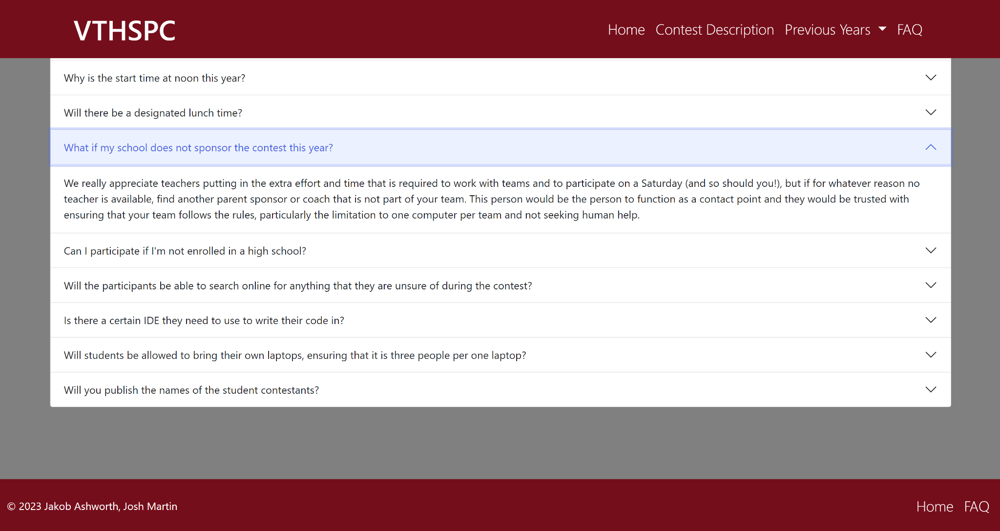 VTHSPC
Home Contest Description Previous Years FAQ
Why is the start time at noon this year?
Will there be a designated lunch time?
What if my school does not sponsor the contest this year?
We really appreciate teachers putting in the extra effort and time that is required to work with teams and to participate on a Saturday (and so should you!), but if for whatever reason no
teacher is available, find another parent sponsor or coach that is not part of your team. This person would be the person to function as a contact point and they would be trusted with
ensuring that your team follows the rules, particularly the limitation to one computer per team and not seeking human help.
Can I participate if I'm not enrolled in a high school?
Will the participants be able to search online for anything that they are unsure of during the contest?
Is there a certain IDE they need to use to write their code in?
Will students be allowed to bring their own laptops, ensuring that it is three people per one laptop?
Will you publish the names of the student contestants?
© 2023 Jakob Ashworth, Josh Martin
Home FAQ